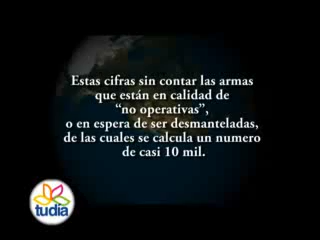 Estas cifras sin contar las armas
que están en calidad de
“no operativas”,
o en espera de ser desmanteladas,
de las cuales se calcula un numero
de casi 10 mil.
tudia